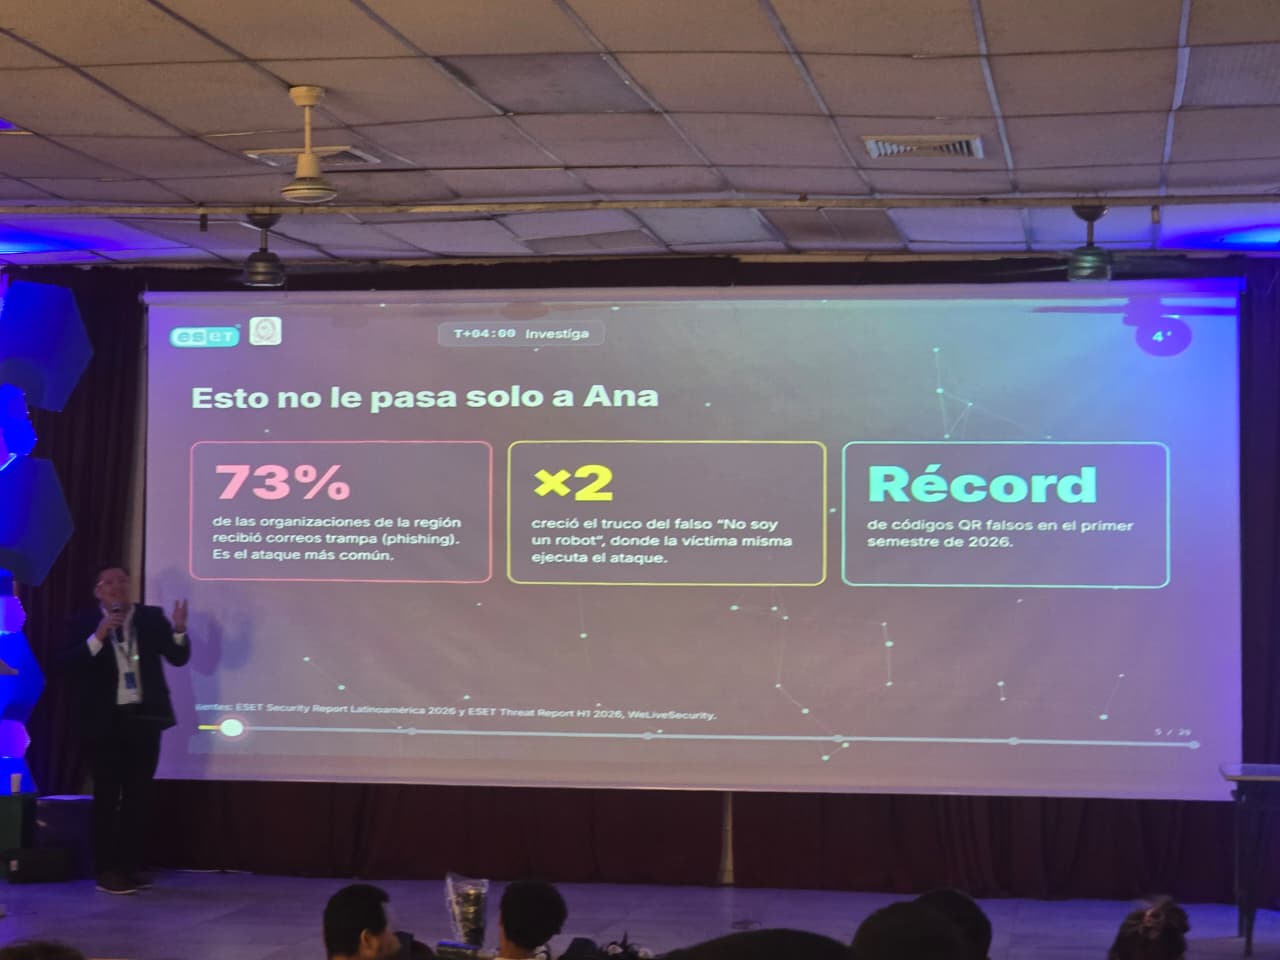 eset
T+04:00 Investiga
4'
Esto no le pasa solo a Ana
73%
de las organizaciones de la región
recibió correos trampa (phishing).
Es el ataque más común.
×2
creció el truco del falso “No soy
un robot”, donde la víctima misma
ejecuta el ataque.
Récord
de códigos QR falsos en el primer
semestre de 2026.
Fuentes: ESET Security Report Latinoamérica 2026 y ESET Threat Report H1 2026, WeLiveSecurity.
5 / 29